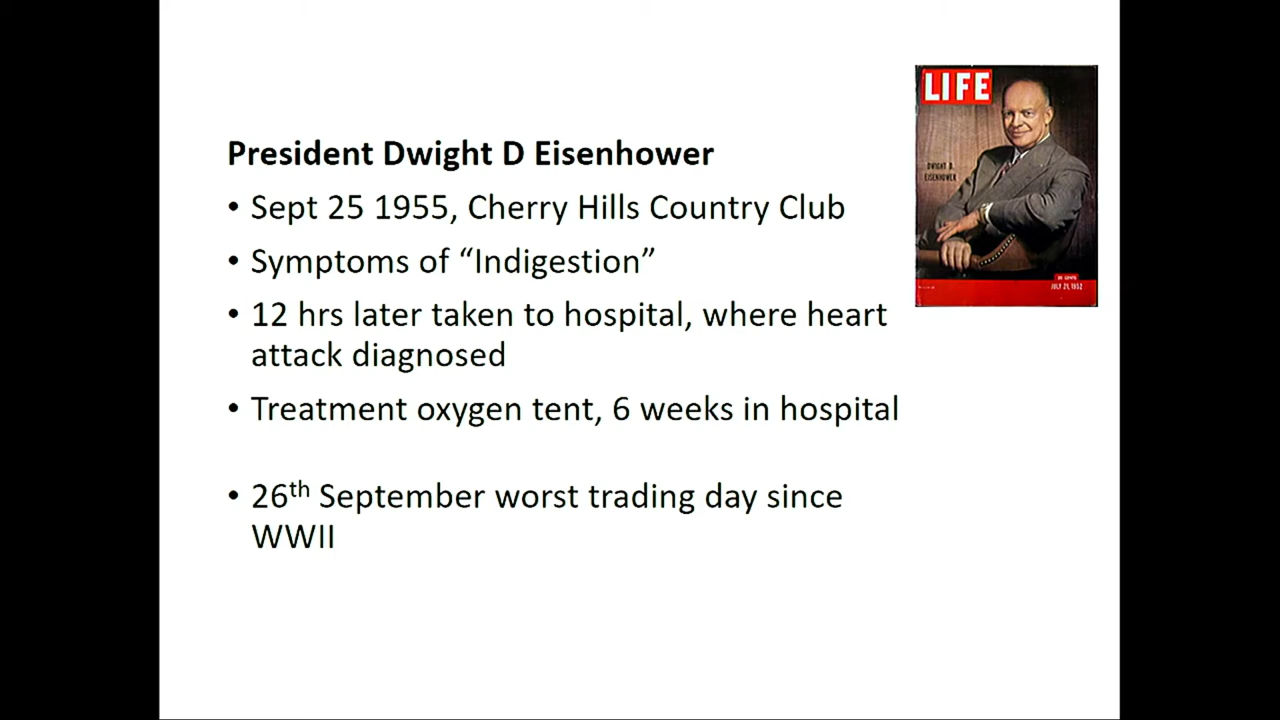 President Dwight D Eisenhower
• Sept 25 1955, Cherry Hills Country Club
• Symptoms of “Indigestion”
• 12 hrs later taken to hospital, where heart
attack diagnosed
• Treatment oxygen tent, 6 weeks in hospital
• 26th September worst trading day since
WWII
LIFE
DWIGHT D.
EISENHOWER
20 CENTS
JULY 21, 1952